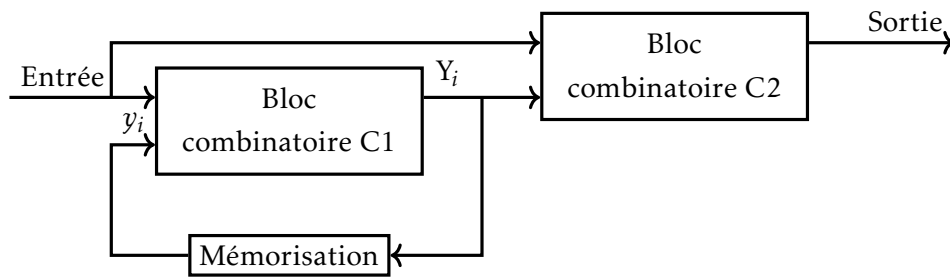 Sortie
Bloc
combinatoire C2
Entrée
Bloc
combinatoire C1
Y_i
y_i
Mémorisation